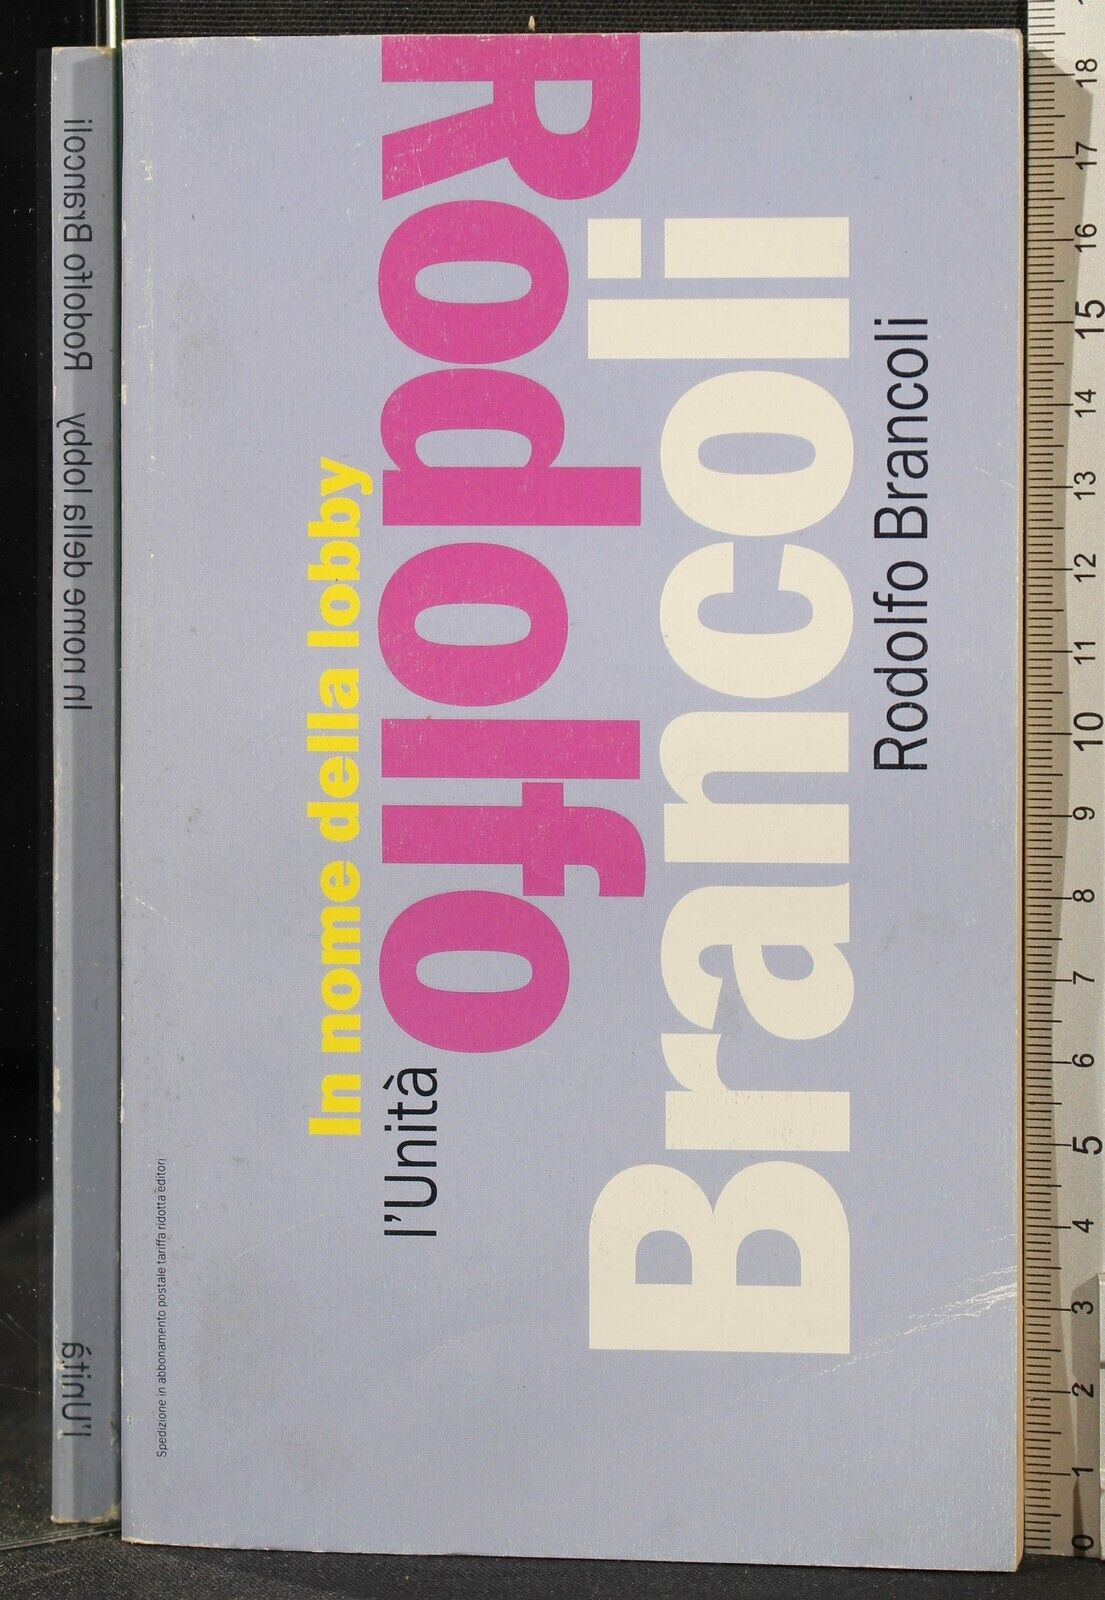 Spedizione in abbonamento postale tariffa ridotta editori
In nome della lobby
l'Unità
Rodolfo
Brancoli
Rodolfo Brancoli
l'Unità In nome della lobby Rodolfo Brancoli
0 1 2 3 4 5 6 7 8 9 10 11 12 13 14 15 16 17 18